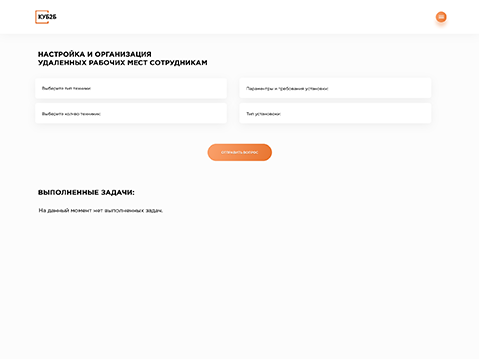 КУБ2Б
НАСТРОЙКА И ОРГАНИЗАЦИЯ
УДАЛЕННЫХ РАБОЧИХ МЕСТ СОТРУДНИКАМ
Выберите тип техники:
Параметры и требования установки:
Выберите кол-во техники:
Тип установки:
ОТПРАВИТЬ ЗАПРОС
ВЫПОЛНЕННЫЕ ЗАДАЧИ:
На данный момент нет выполненных задач.